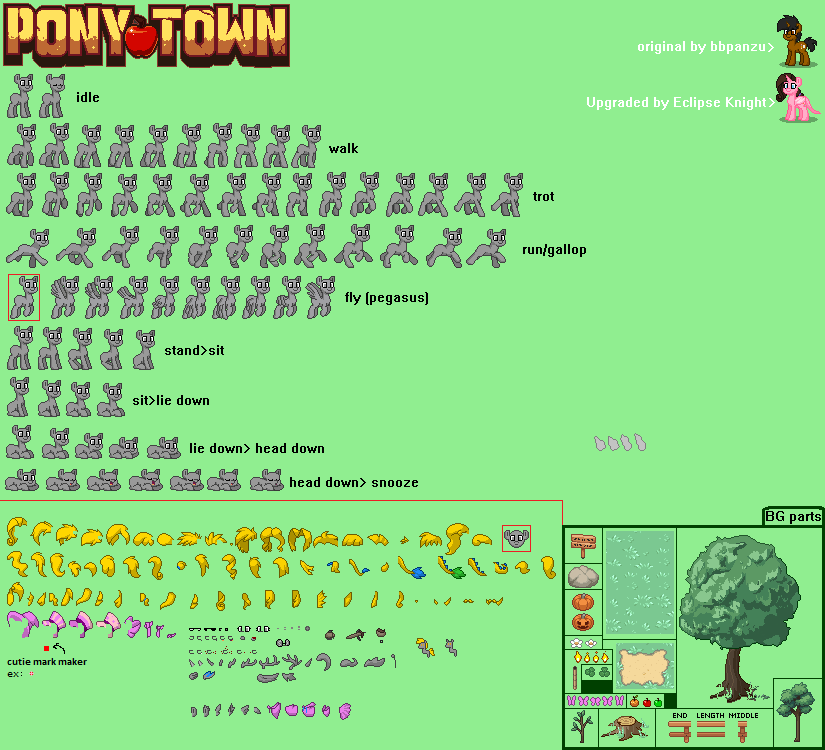 PONY TOWN
original by bbpanzu>
Upgraded by Eclipse Knight>
idle
walk
trot
run/gallop
fly (pegasus)
stand>sit
sit>lie down
lie down> head down
head down> snooze
BG parts
cutie mark maker
ex:
END LENGTH MIDDLE